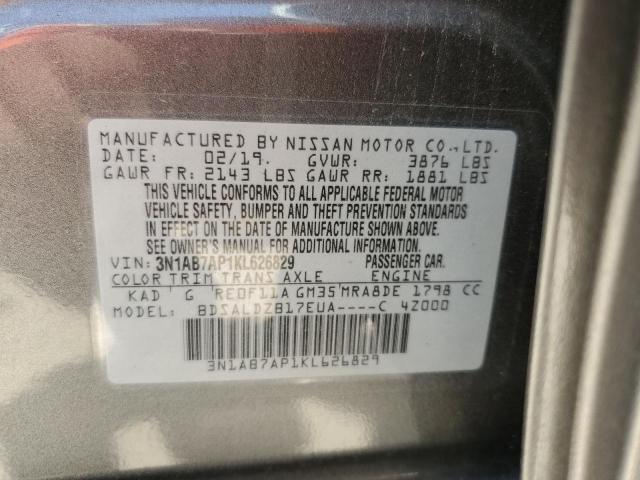 MANUFACTURED BY NISSAN MOTOR CO.,LTD.
DATE: 02/19. GVWR: 3876 LBS
GAWR FR: 2143 LBS GAWR RR: 1881 LBS
THIS VEHICLE CONFORMS TO ALL APPLICABLE FEDERAL MOTOR
VEHICLE SAFETY, BUMPER AND THEFT PREVENTION STANDARDS
IN EFFECT ON THE DATE OF MANUFACTURE SHOWN ABOVE.
SEE OWNER'S MANUAL FOR ADDITIONAL INFORMATION.
VIN: 3N1AB7AP1KL626829 PASSENGER CAR.
COLOR TRIM TRANS AXLE ENGINE
KAD G RE0F11A GM35 MRA8DE 1798 CC
MODEL: BDSALDZB17EUA----C 4Z000
3N1AB7AP1KL626829